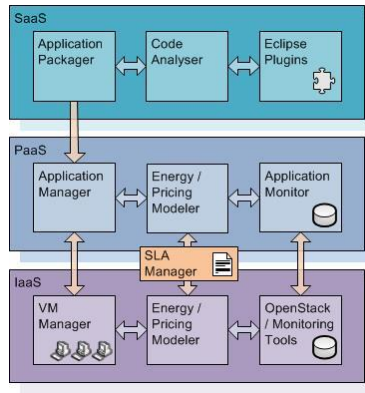 SaaS
Application
Packager
Code
Analyser
Eclipse
Plugins
PaaS
Application
Manager
Energy /
Pricing
Modeler
Application
Monitor
SLA
Manager
IaaS
VM
Manager
Energy /
Pricing
Modeler
OpenStack
/ Monitoring
Tools